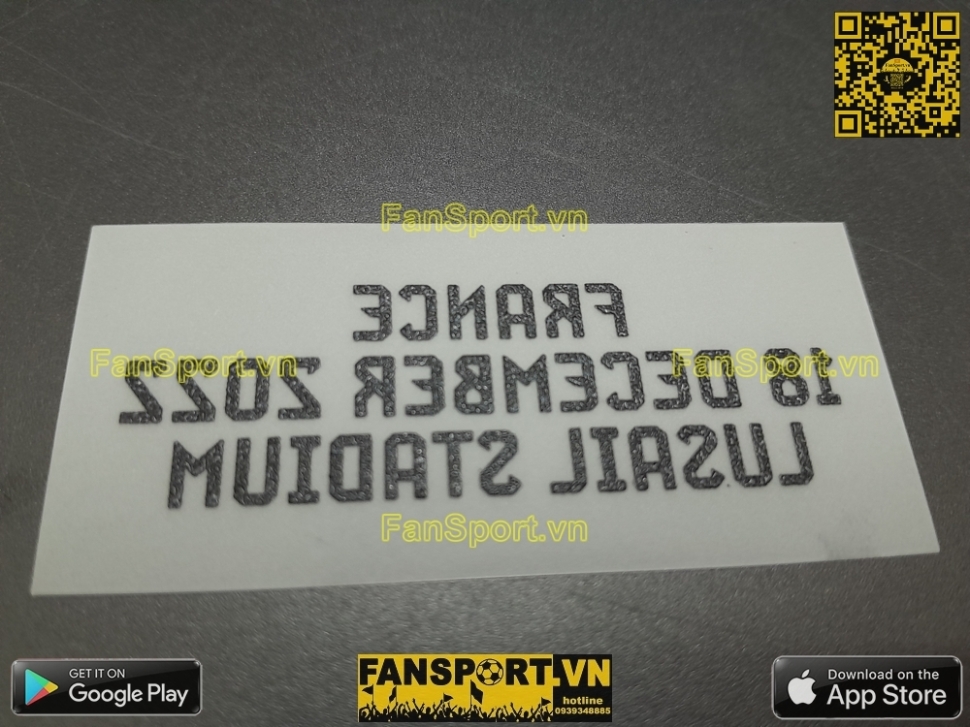 FanSport.vn
FRANCE
18 DECEMBER 2022
FanSport.vn FanSport.vn
LUSAIL STADIUM
FanSport.vn
GET IT ON
Google Play
FANSPORT.VN
hotline
0939348885
Download on the
App Store